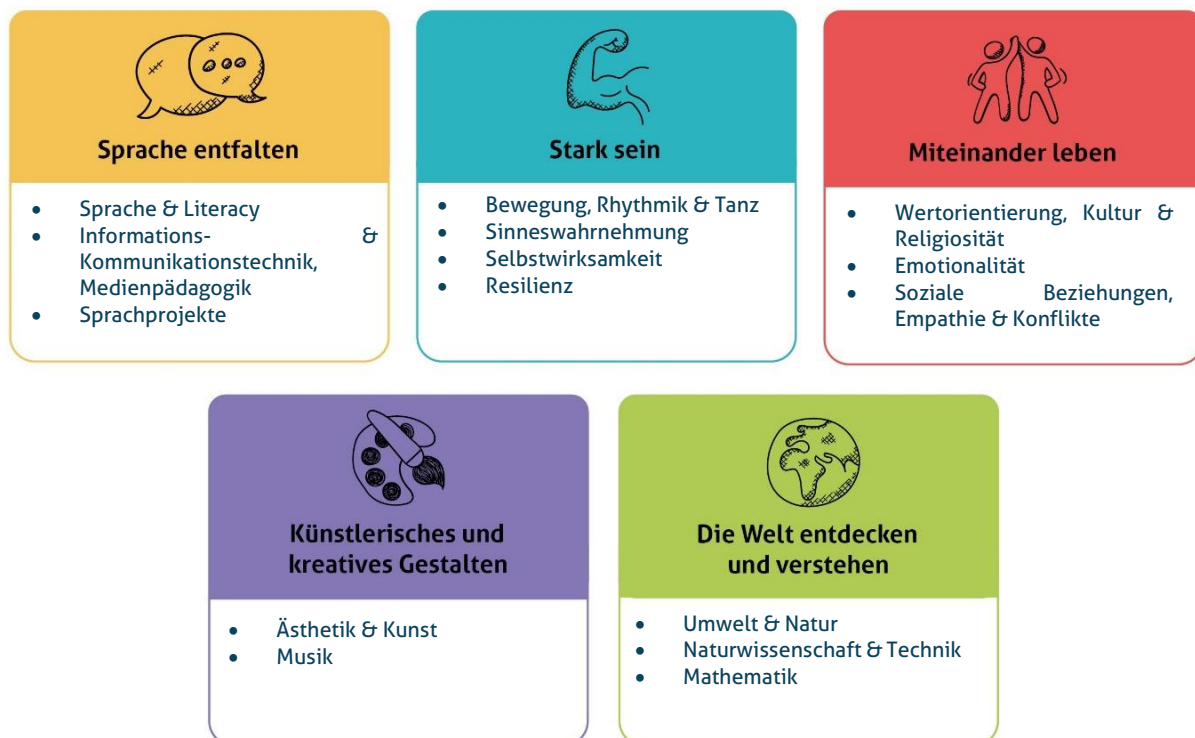 Sprache entfalten
• Sprache & Literacy
• Informations- &
Kommunikationstechnik,
Medienpädagogik
• Sprachprojekte
Stark sein
• Bewegung, Rhythmik & Tanz
• Sinneswahrnehmung
• Selbstwirksamkeit
• Resilienz
Miteinander leben
• Wertorientierung, Kultur &
Religiosität
• Emotionalität
• Soziale Beziehungen,
Empathie & Konflikte
Künstlerisches und
kreatives Gestalten
• Ästhetik & Kunst
• Musik
Die Welt entdecken
und verstehen
• Umwelt & Natur
• Naturwissenschaft & Technik
• Mathematik